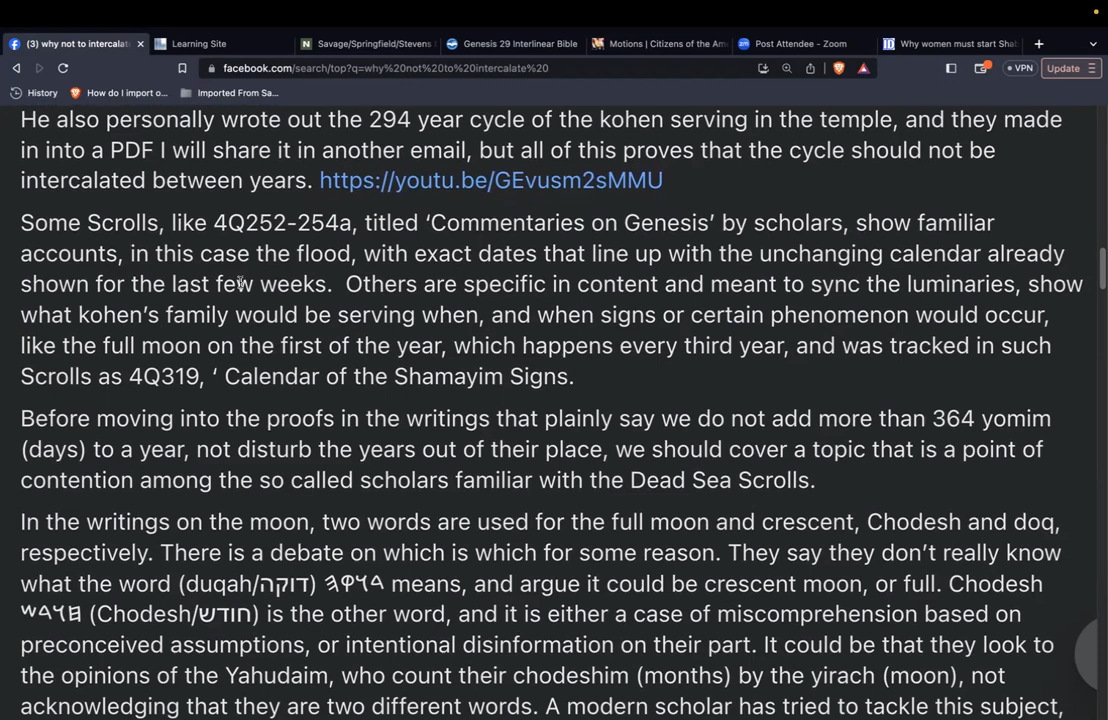 (3) why not to intercalat
Learning Site
Savage/Springfield/Stevens
Genesis 29 Interlinear Bible
Motions | Citizens of the Am
Post Attendee - Zoom
Why women must start Shab
facebook.com/search/top?q=why%20not%20to%20intercalate%20
VPN
Update
History
How do I import o...
Imported From Sa...
He also personally wrote out the 294 year cycle of the kohen serving in the temple, and they made
in into a PDF I will share it in another email, but all of this proves that the cycle should not be
intercalated between years. https://youtu.be/GEvusm2sMMU
Some Scrolls, like 4Q252-254a, titled ‘Commentaries on Genesis’ by scholars, show familiar
accounts, in this case the flood, with exact dates that line up with the unchanging calendar already
shown for the last few weeks.  Others are specific in content and meant to sync the luminaries, show
what kohen’s family would be serving when, and when signs or certain phenomenon would occur,
like the full moon on the first of the year, which happens every third year, and was tracked in such
Scrolls as 4Q319, ‘ Calendar of the Shamayim Signs.
Before moving into the proofs in the writings that plainly say we do not add more than 364 yomim
(days) to a year, not disturb the years out of their place, we should cover a topic that is a point of
contention among the so called scholars familiar with the Dead Sea Scrolls.
In the writings on the moon, two words are used for the full moon and crescent, Chodesh and doq,
respectively. There is a debate on which is which for some reason. They say they don’t really know
what the word (duqah/דוקה) 𐤃𐤅𐤒𐤄 means, and argue it could be crescent moon, or full. Chodesh
𐤇𐤅𐤃𐤔 (Chodesh/חודש) is the other word, and it is either a case of miscomprehension based on
preconceived assumptions, or intentional disinformation on their part. It could be that they look to
the opinions of the Yahudaim, who count their chodeshim (months) by the yirach (moon), not
acknowledging that they are two different words. A modern scholar has tried to tackle this subject,